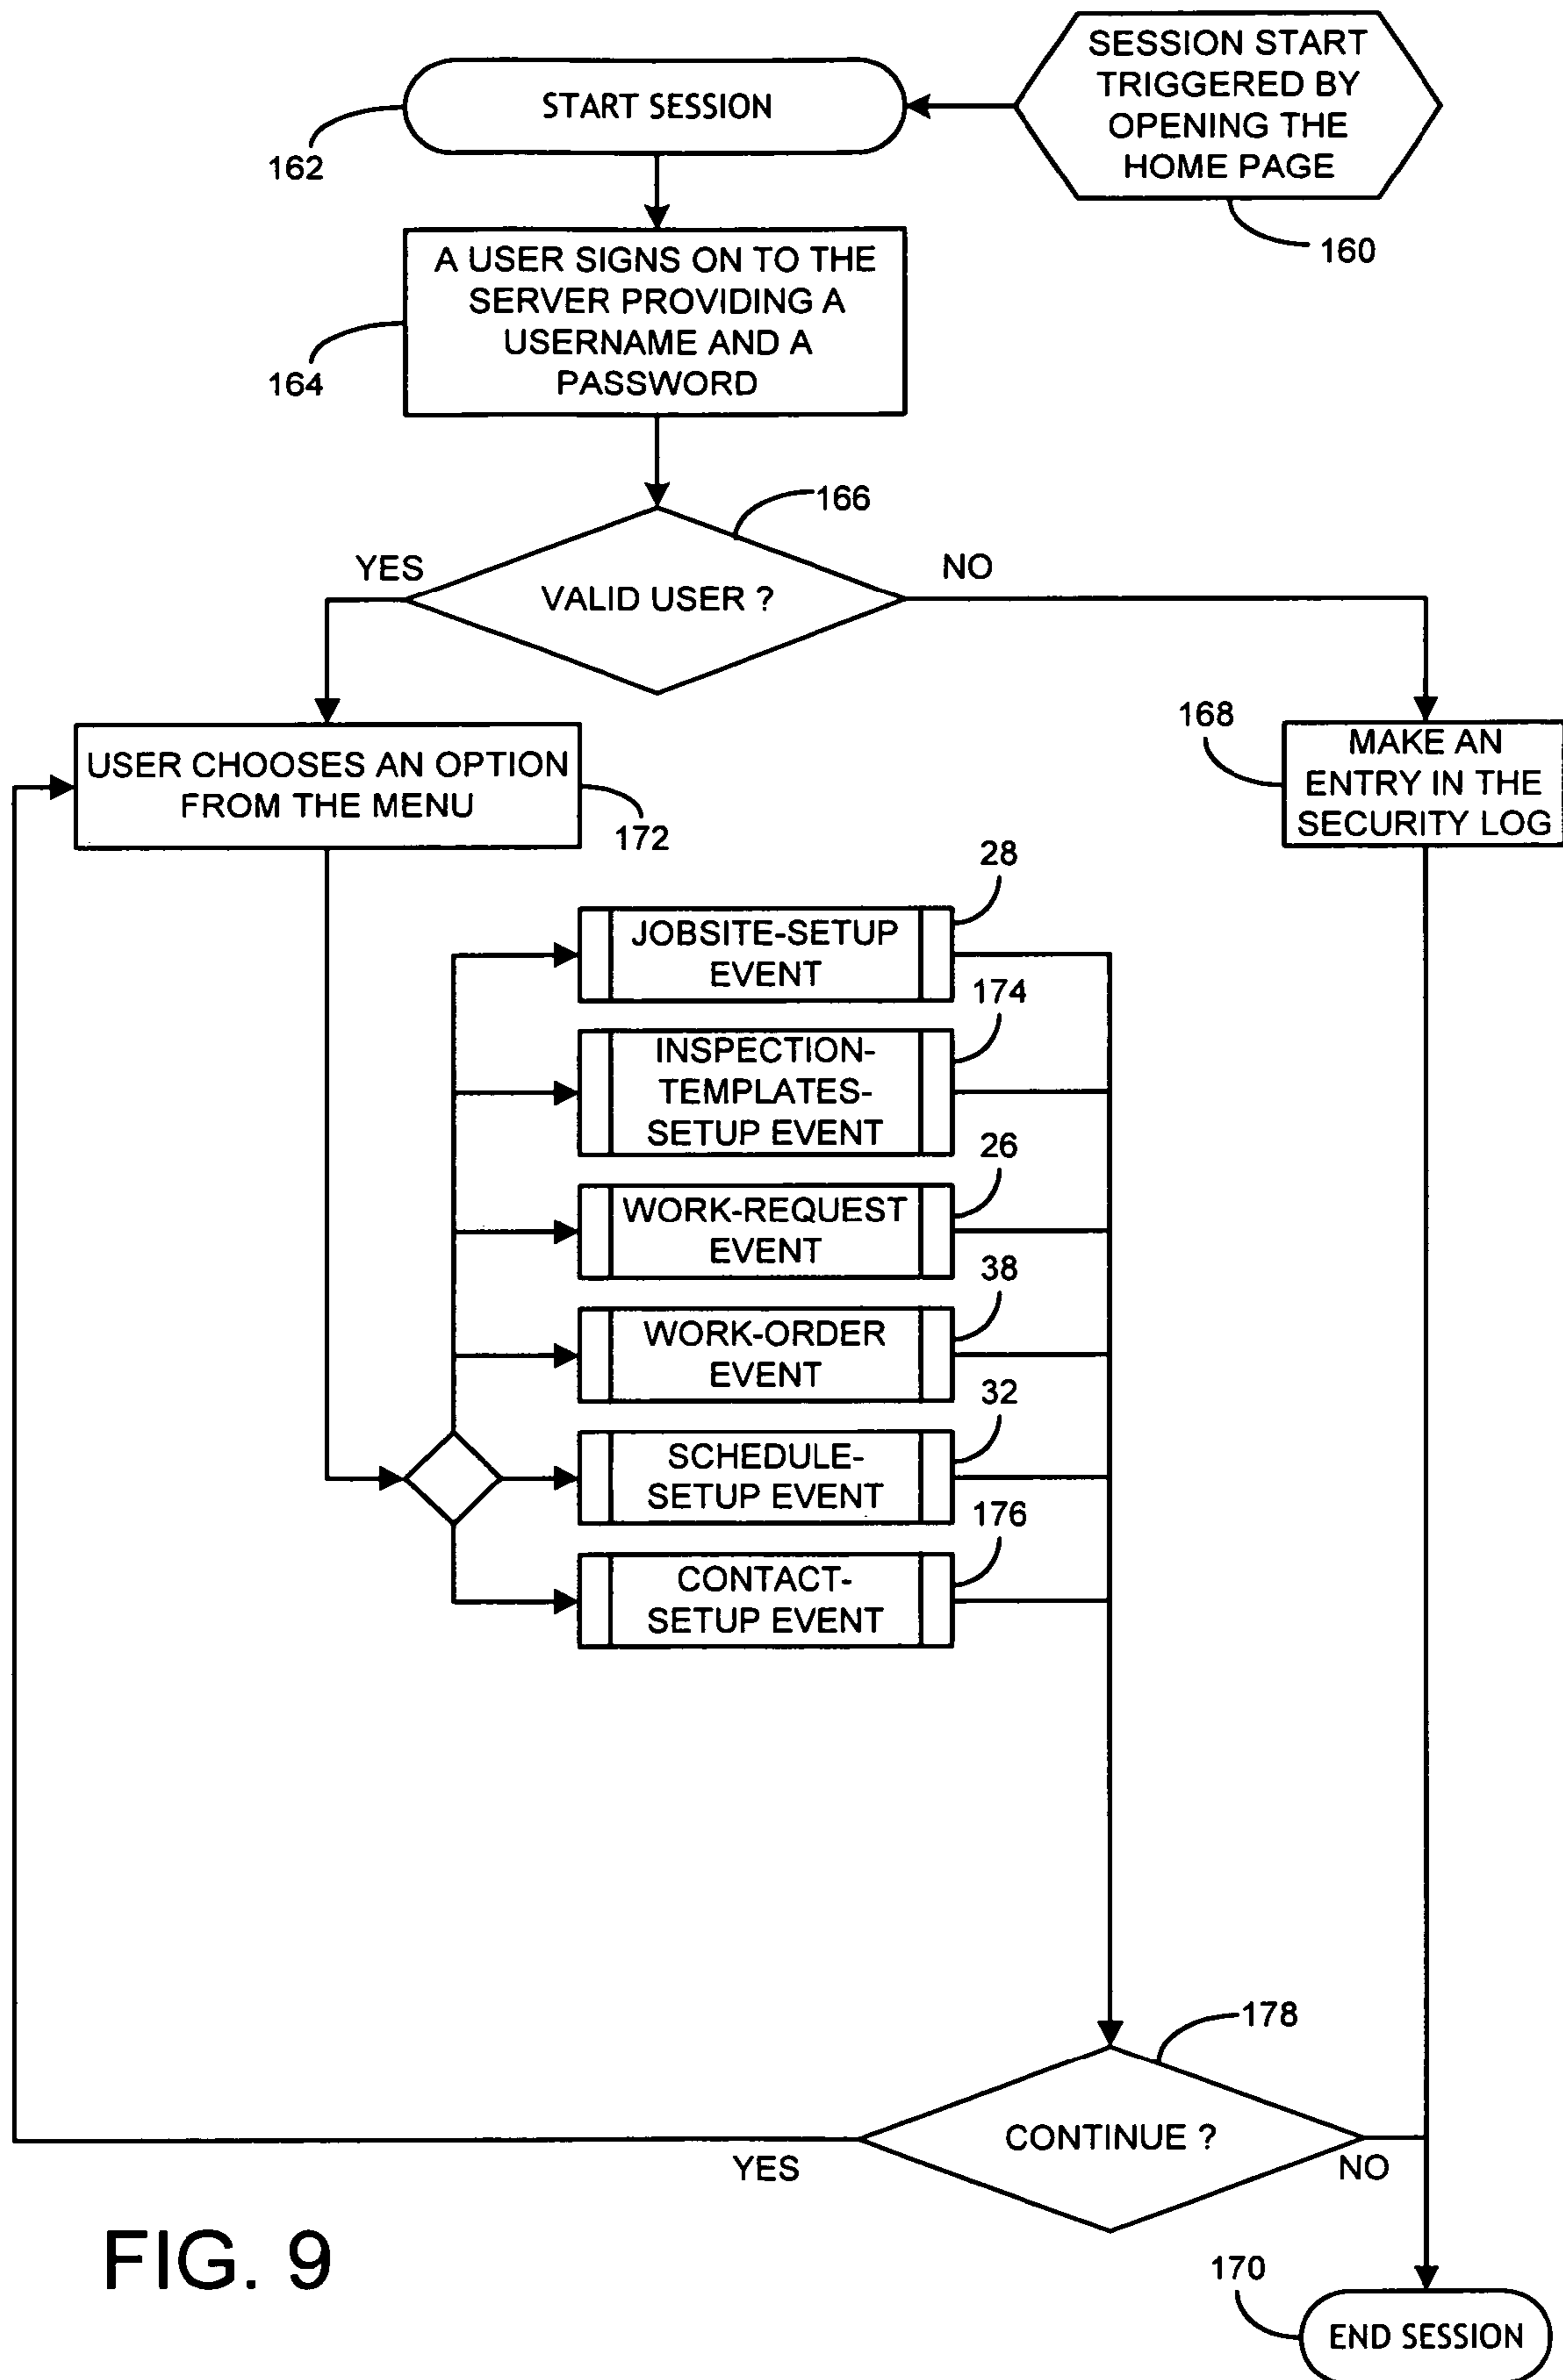 SESSION START
TRIGGERED BY
OPENING THE
HOME PAGE
160
START SESSION
162
A USER SIGNS ON TO THE
SERVER PROVIDING A
USERNAME AND A
PASSWORD
164
166
YES
VALID USER ?
NO
168
MAKE AN
ENTRY IN THE
SECURITY LOG
USER CHOOSES AN OPTION
FROM THE MENU
172
28
JOBSITE-SETUP
EVENT
174
INSPECTION-
TEMPLATES-
SETUP EVENT
26
WORK-REQUEST
EVENT
38
WORK-ORDER
EVENT
32
SCHEDULE-
SETUP EVENT
176
CONTACT-
SETUP EVENT
178
CONTINUE ?
YES
NO
FIG. 9
170
END SESSION